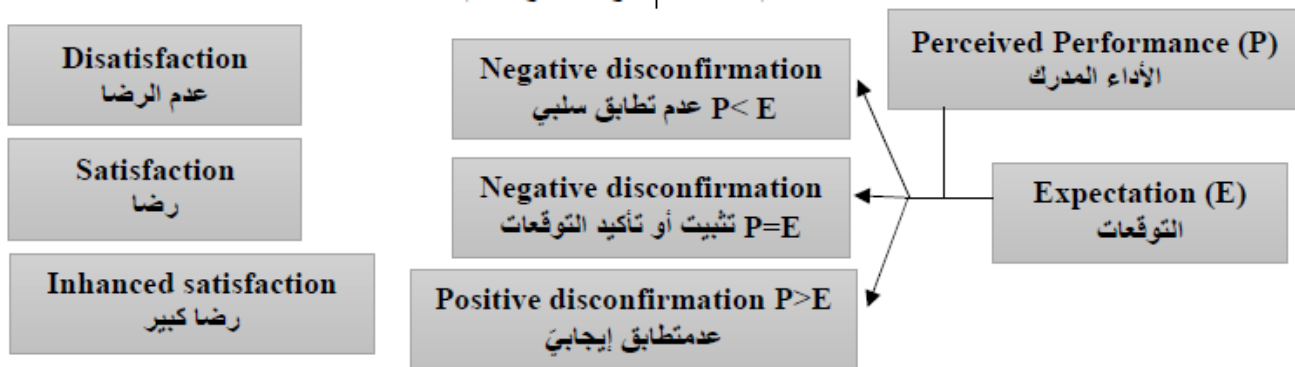 Disatisfaction
عدم الرضا
Satisfaction
رضا
Inhanced satisfaction
رضا كبير
Negative disconfirmation
P< E عدم تطابق سلبي
Negative disconfirmation
P=E تثبيت أو تأكيد التوقعات
Positive disconfirmation P>E
عدمتطابق إيجابيَ
Perceived Performance (P)
الأداء المدرك
Expectation (E)
التوقعات